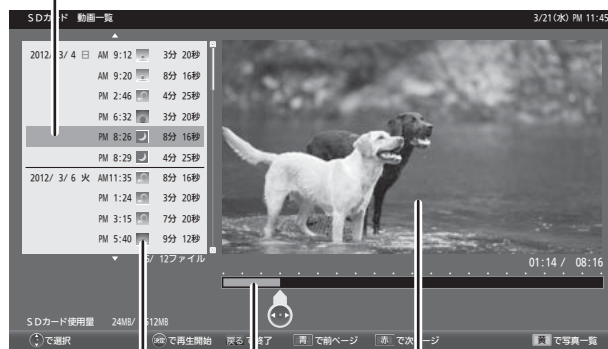 SDカード 動画一覧
3/21(水) PM 11:45
2012/ 3/ 4 日 AM 9:12 3分 20秒
AM 9:20 8分 16秒
PM 2:46 4分 25秒
PM 6:32 3分 20秒
PM 8:26 8分 16秒
PM 8:29 4分 25秒
2012/ 3/ 6 火 AM11:35 8分 16秒
PM 1:24 3分 20秒
PM 3:15 7分 20秒
PM 5:40 9分 12秒
/ 12ファイル
01:14 / 08:16
SDカード使用量 24MB/ 512MB
で選択 決定 で再生開始 戻る で終了 青 で前ページ 赤 で次ページ 黄 で写真一覧